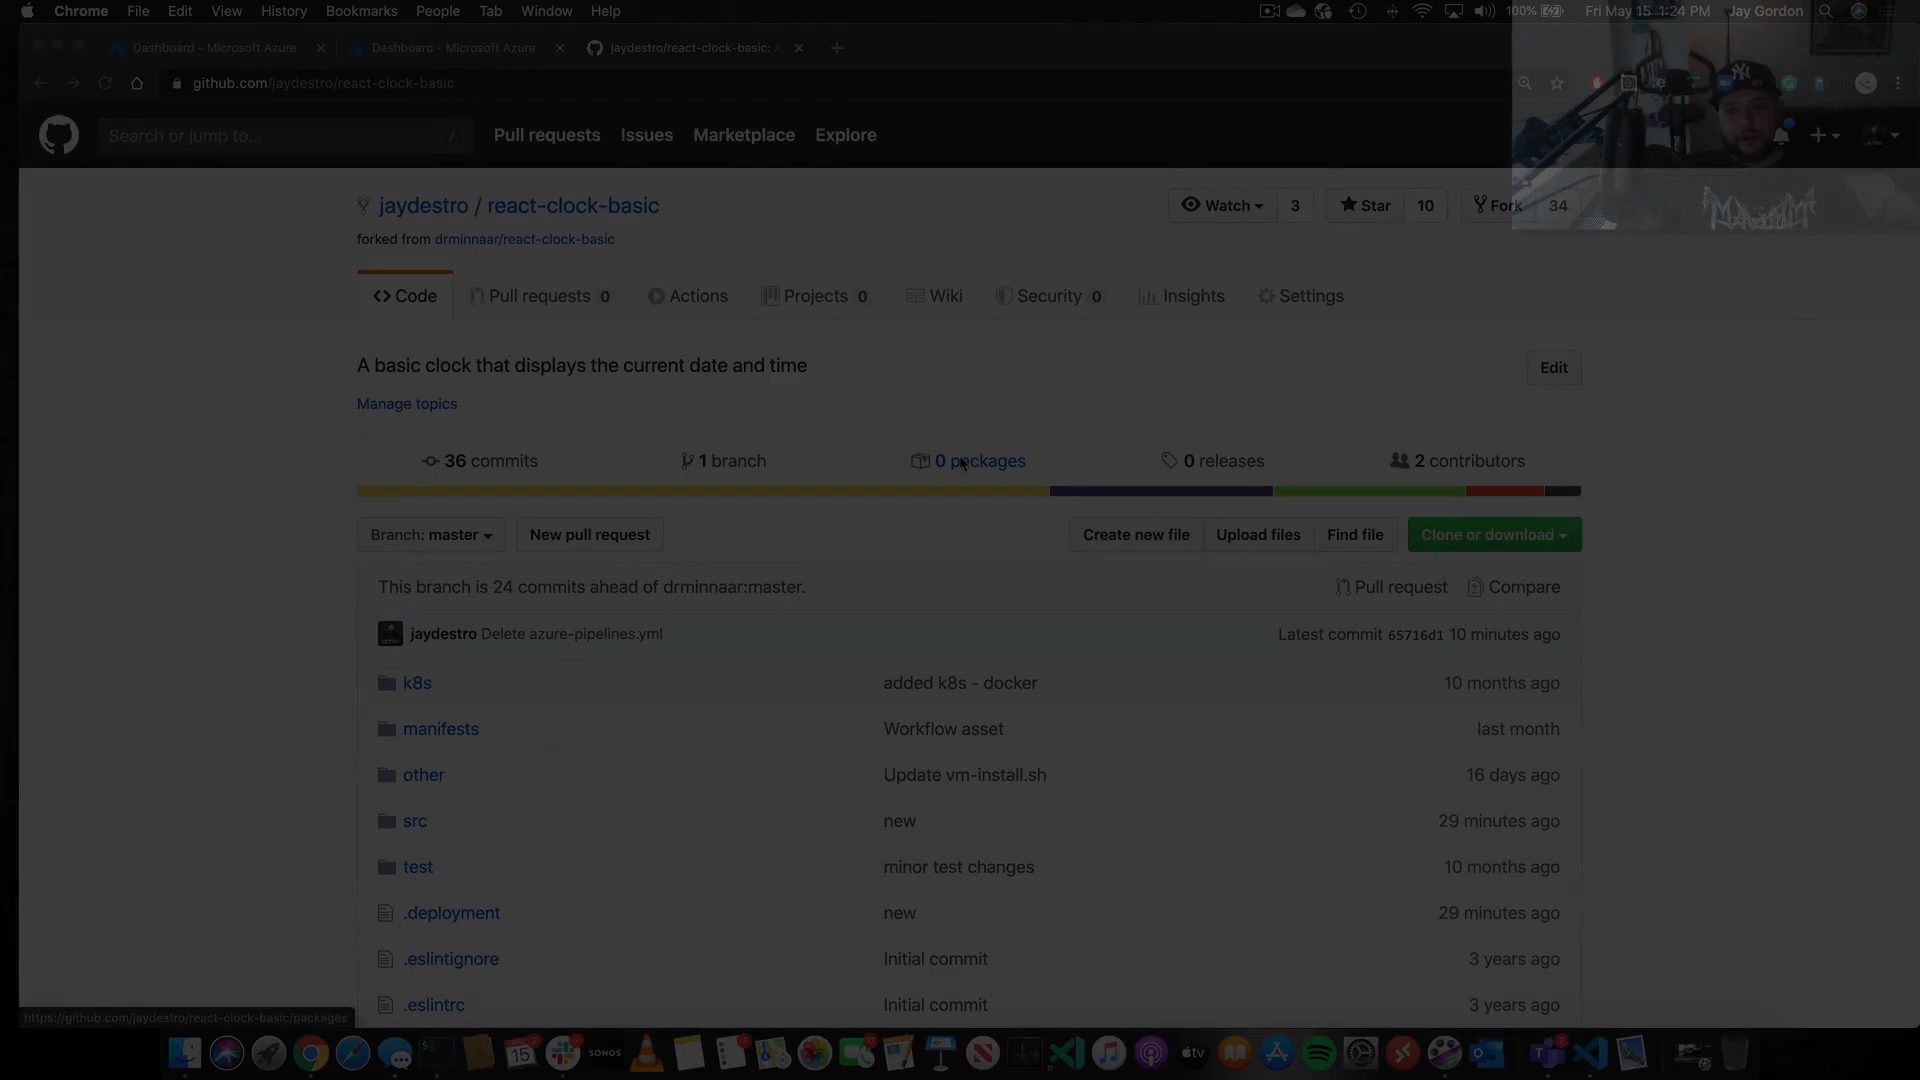 Chrome File Edit View History Bookmarks People Tab Window Help 100% Fri May 15 1:24 PM Jay Gordon
Dashboard - Microsoft Azure Dashboard - Microsoft Azure jaydestro/react-clock-basic: A
github.com/jaydestro/react-clock-basic
Search or jump to... / Pull requests Issues Marketplace Explore
jaydestro / react-clock-basic Watch 3 Star 10 Fork 34
forked from drminnaar/react-clock-basic
Code Pull requests 0 Actions Projects 0 Wiki Security 0 Insights Settings
A basic clock that displays the current date and time Edit
Manage topics
36 commits 1 branch 0 packages 0 releases 2 contributors
Branch: master New pull request Create new file Upload files Find file Clone or download
This branch is 24 commits ahead of drminnaar:master. Pull request Compare
jaydestro Delete azure-pipelines.yml Latest commit 65716d1 10 minutes ago
k8s added k8s - docker 10 months ago
manifests Workflow asset last month
other Update vm-install.sh 16 days ago
src new 29 minutes ago
test minor test changes 10 months ago
.deployment new 29 minutes ago
.eslintignore Initial commit 3 years ago
.eslintrc Initial commit 3 years ago
https://github.com/jaydestro/react-clock-basic/packages
15 SONOS tv